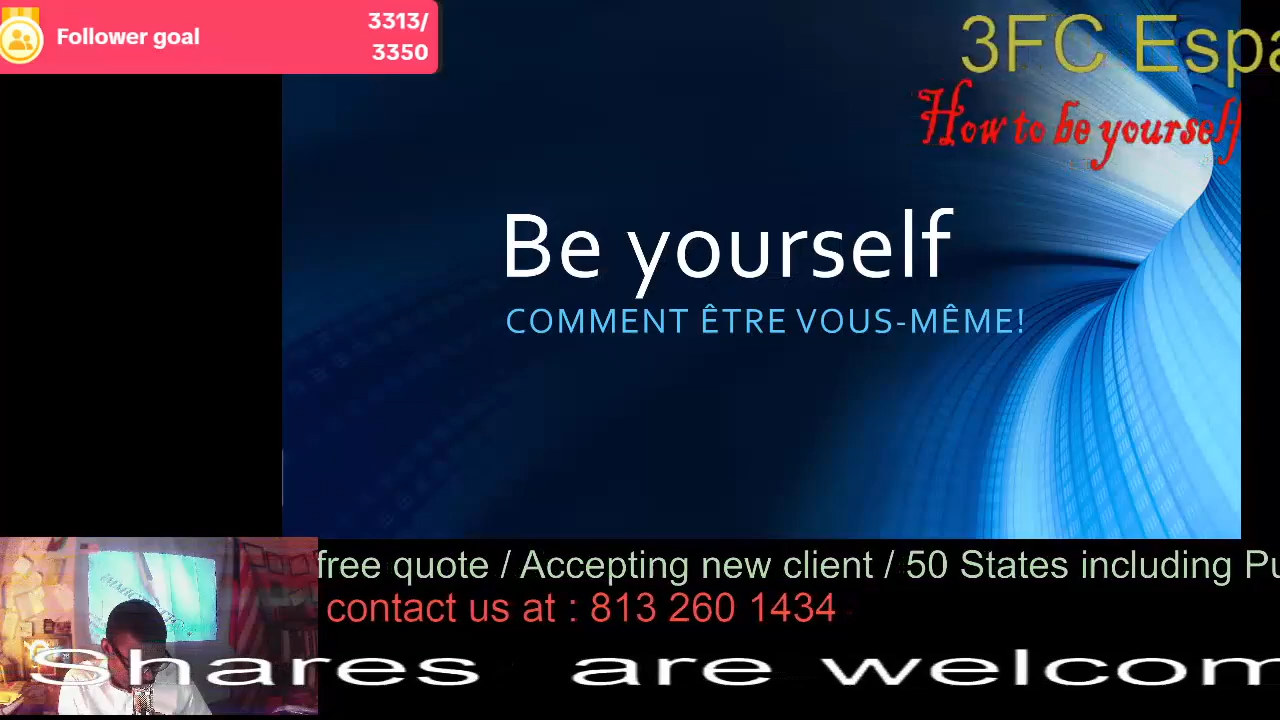 Follower goal
3313/
3350
3FC Espa
How to be yourself
Be yourself
COMMENT ÊTRE VOUS-MÊME!
free quote / Accepting new client / 50 States including Pu
contact us at : 813 260 1434
Shares are welcom